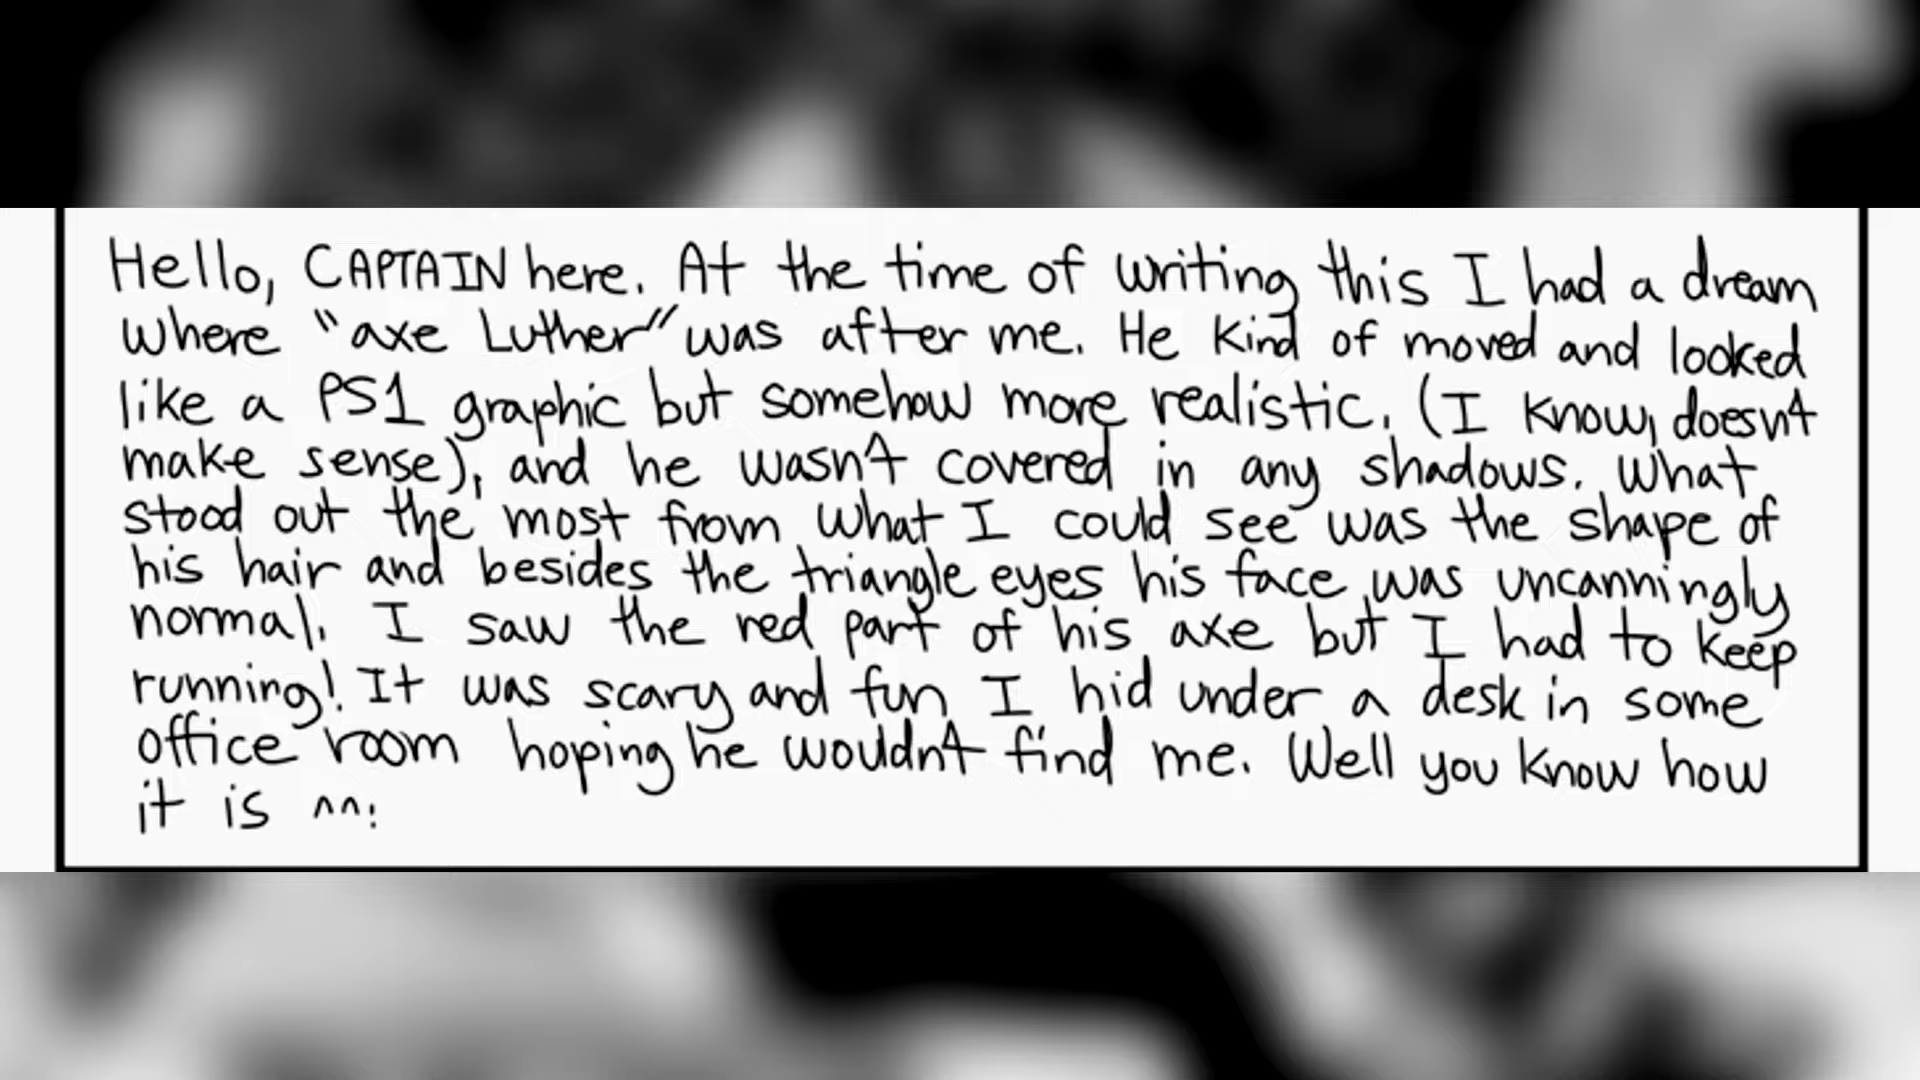 Hello, CAPTAIN here. At the time of writing this I had a dream
where "axe Luther" was after me. He kind of moved and looked
like a PS1 graphic but somehow more realistic. (I know, doesnt
make sense), and he wasnt covered in any shadows. What
stood out the most from what I could see was the shape of
his hair and besides the triangle eyes his face was uncanningly
normal. I saw the red part of his axe but I had to keep
running! It was scary and fun I hid under a desk in some
office room hoping he wouldnt find me. Well you know how
it is ^^;